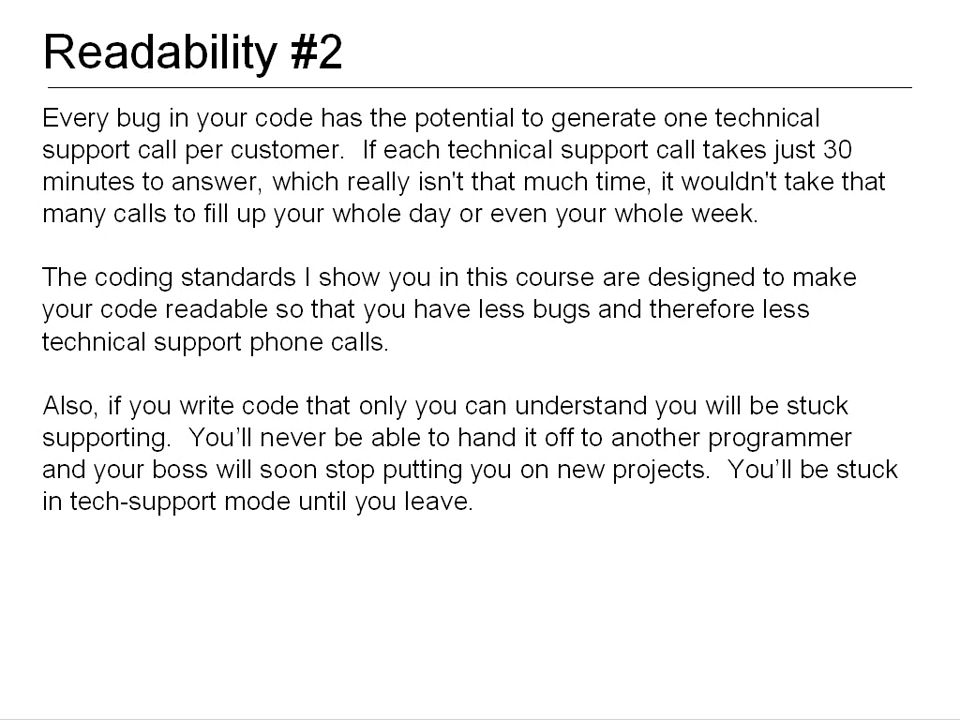 Readability #2
Every bug in your code has the potential to generate one technical
support call per customer.  If each technical support call takes just 30
minutes to answer, which really isn't that much time, it wouldn't take that
many calls to fill up your whole day or even your whole week.
The coding standards I show you in this course are designed to make
your code readable so that you have less bugs and therefore less
technical support phone calls.
Also, if you write code that only you can understand you will be stuck
supporting.  You’ll never be able to hand it off to another programmer
and your boss will soon stop putting you on new projects.  You’ll be stuck
in tech-support mode until you leave.